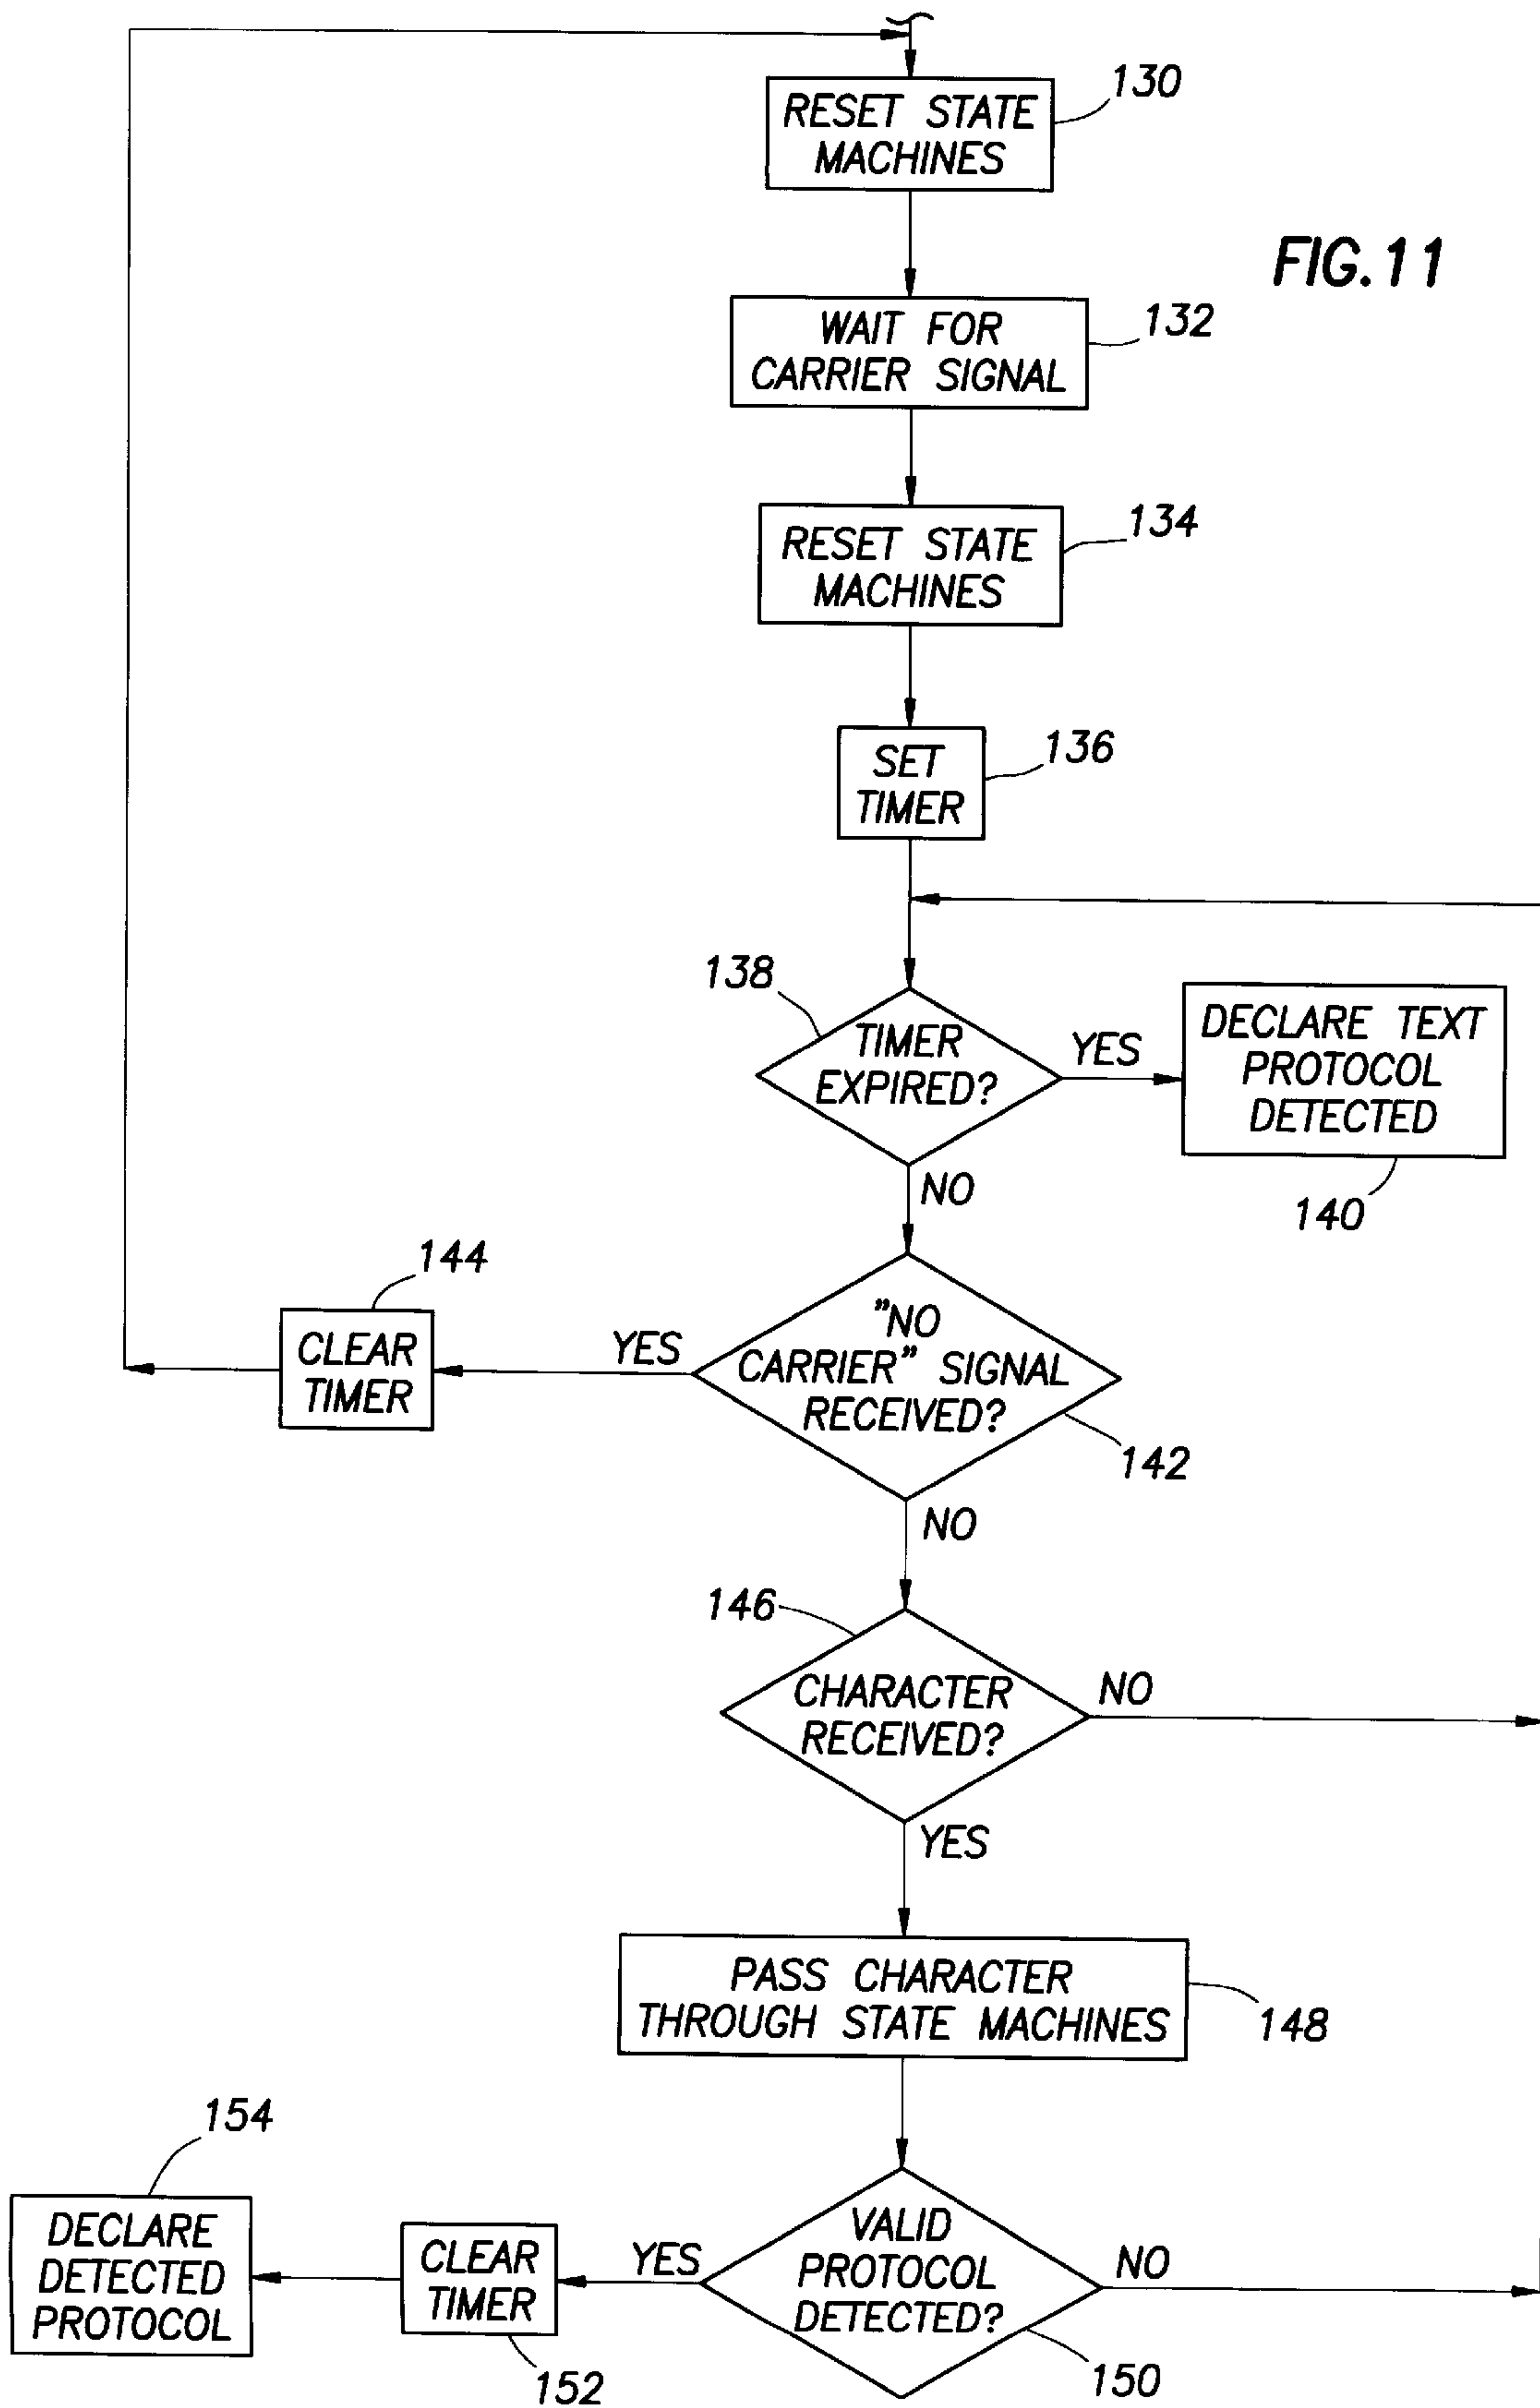 130
RESET STATE
MACHINES
FIG. 11
132
WAIT FOR
CARRIER SIGNAL
134
RESET STATE
MACHINES
136
SET
TIMER
138
TIMER
EXPIRED?
YES
DECLARE TEXT
PROTOCOL
DETECTED
140
NO
144
CLEAR
TIMER
YES
"NO
CARRIER" SIGNAL
RECEIVED?
142
NO
146
CHARACTER
RECEIVED?
NO
YES
PASS CHARACTER
THROUGH STATE MACHINES
148
154
DECLARE
DETECTED
PROTOCOL
CLEAR
TIMER
152
YES
VALID
PROTOCOL
DETECTED?
NO
150